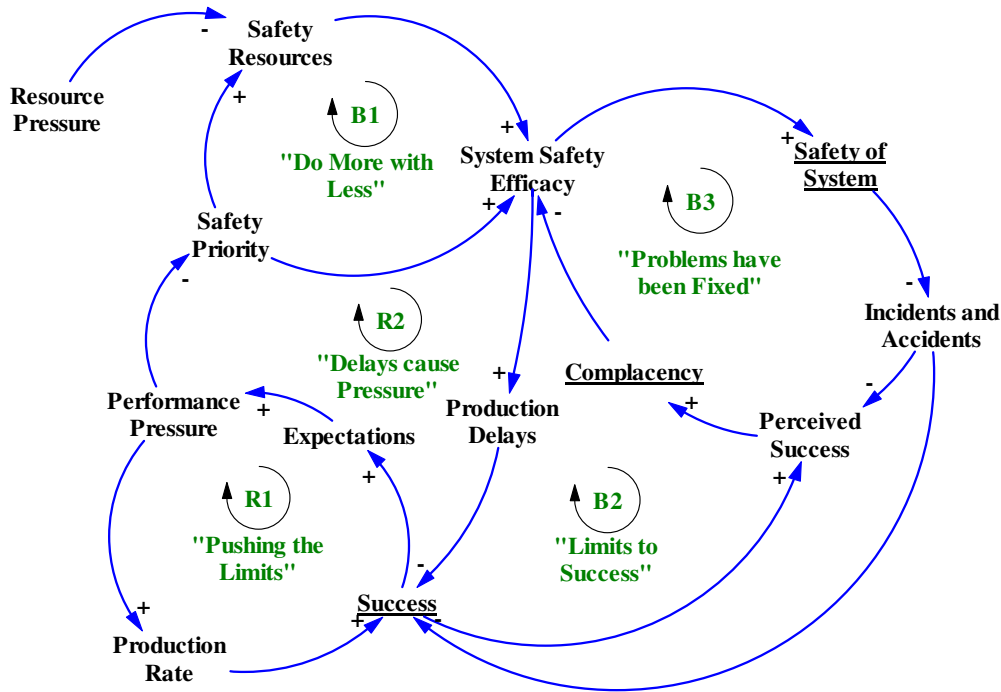 Safety
Resources
-
Resource
Pressure
+
B1
"Do More with
Less"
+
System Safety
Efficacy
+
-
+
Safety of
System
B3
"Problems have
been Fixed"
Safety
Priority
-
R2
"Delays cause
Pressure"
-
Incidents and
Accidents
+
Complacency
+
-
Performance
Pressure
+
Expectations
+
Production
Delays
Perceived
Success
+
R1
"Pushing the
Limits"
B2
"Limits to
Success"
-
+
Success
+
-
Production
Rate